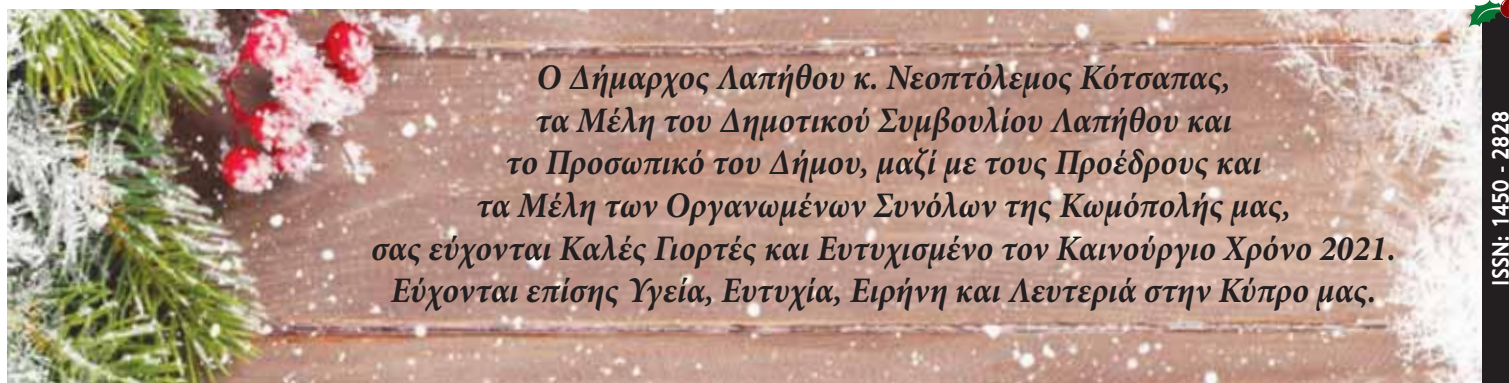 Ο Δήμαρχος Λαπήθου κ. Νεοπτόλεμος Κότσαπας,
τα Μέλη του Δημοτικού Συμβουλίου Λαπήθου και
το Προσωπικό του Δήμου, μαζί με τους Προέδρους και
τα Μέλη των Οργανωμένων Συνόλων της Κωμόπολής μας,
σας εύχονται Καλές Γιορτές και Ευτυχισμένο τον Καινούργιο Χρόνο 2021.
Εύχονται επίσης Υγεία, Ευτυχία, Ειρήνη και Λευτεριά στην Κύπρο μας.
ISSN: 1450 - 2828